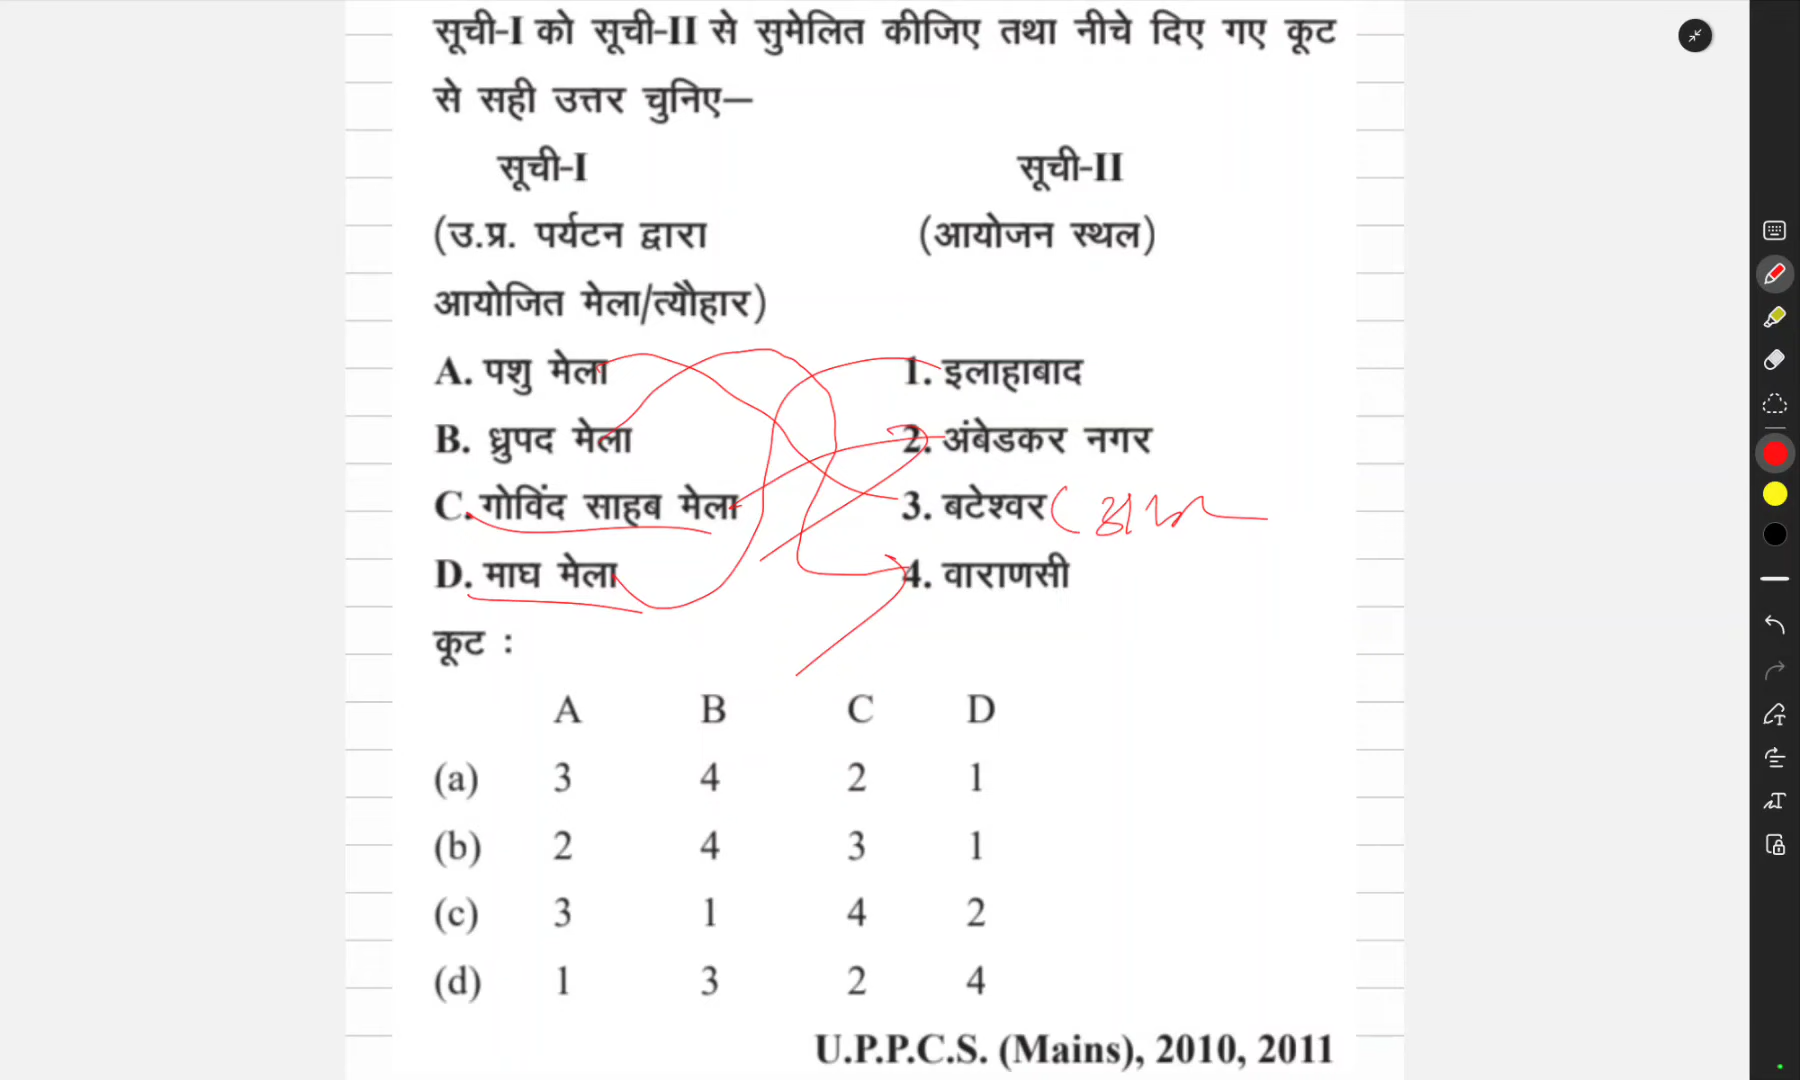 सूची-I को सूची-II से सुमेलित कीजिए तथा नीचे दिए गए कूट
से सही उत्तर चुनिए–
सूची-I सूची-II
(उ.प्र. पर्यटन द्वारा (आयोजन स्थल)
आयोजित मेला/त्यौहार)
A. पशु मेला 1. इलाहाबाद
B. ध्रुपद मेला 2. अंबेडकर नगर
C. गोविंद साहब मेला 3. बटेश्वर
D. माघ मेला 4. वाराणसी
कूट :
A B C D
(a) 3 4 2 1
(b) 2 4 3 1
(c) 3 1 4 2
(d) 1 3 2 4
U.P.P.C.S. (Mains), 2010, 2011